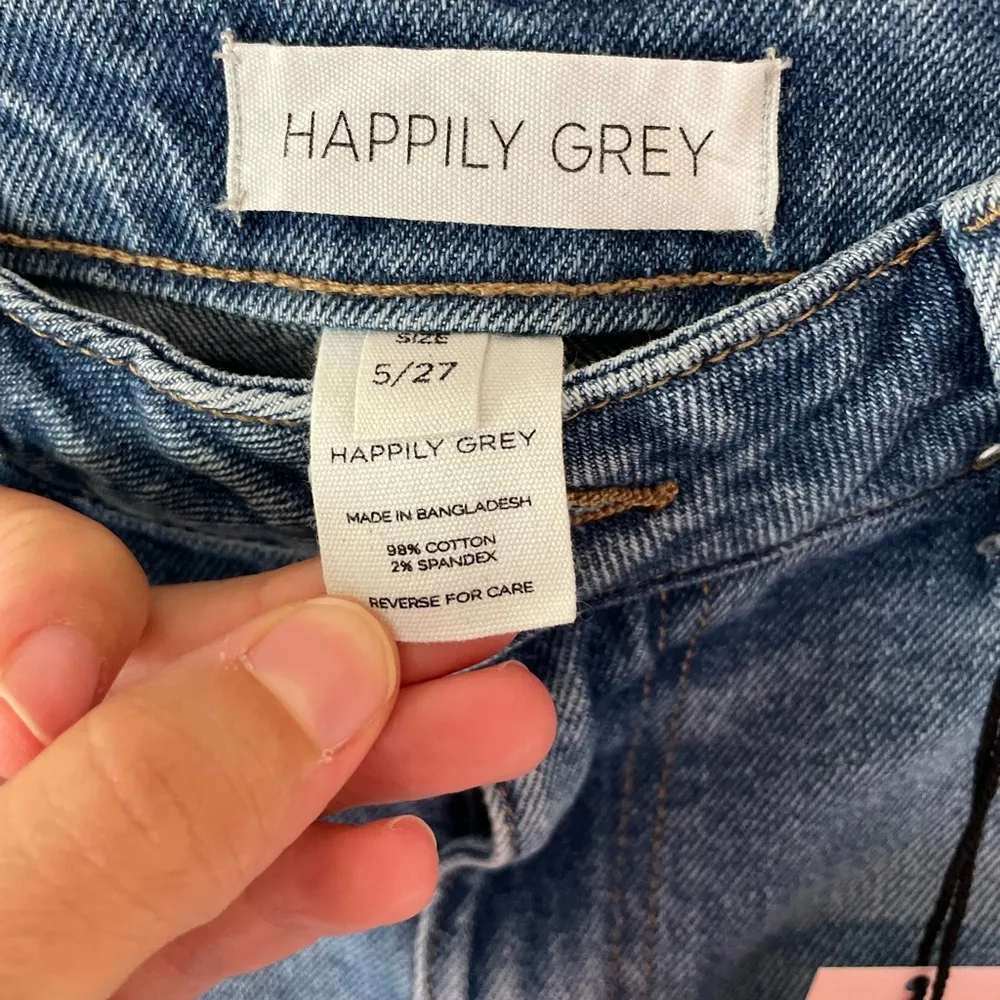 HAPPILY GREY
SIZE
5/27
HAPPILY GREY
MADE IN BANGLADESH
98% COTTON
2% SPANDEX
REVERSE FOR CARE